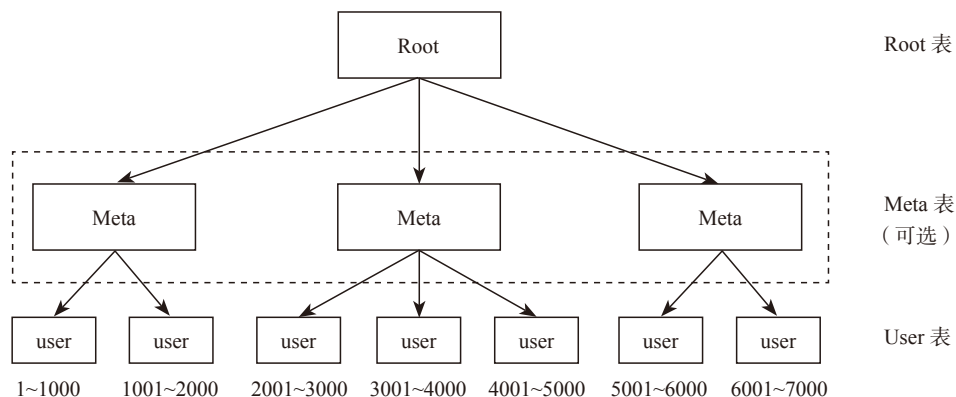 Root
Root 表
Meta
Meta
Meta
Meta 表
（可选）
user
user
user
user
user
user
user
User 表
1~1000
1001~2000
2001~3000
3001~4000
4001~5000
5001~6000
6001~7000